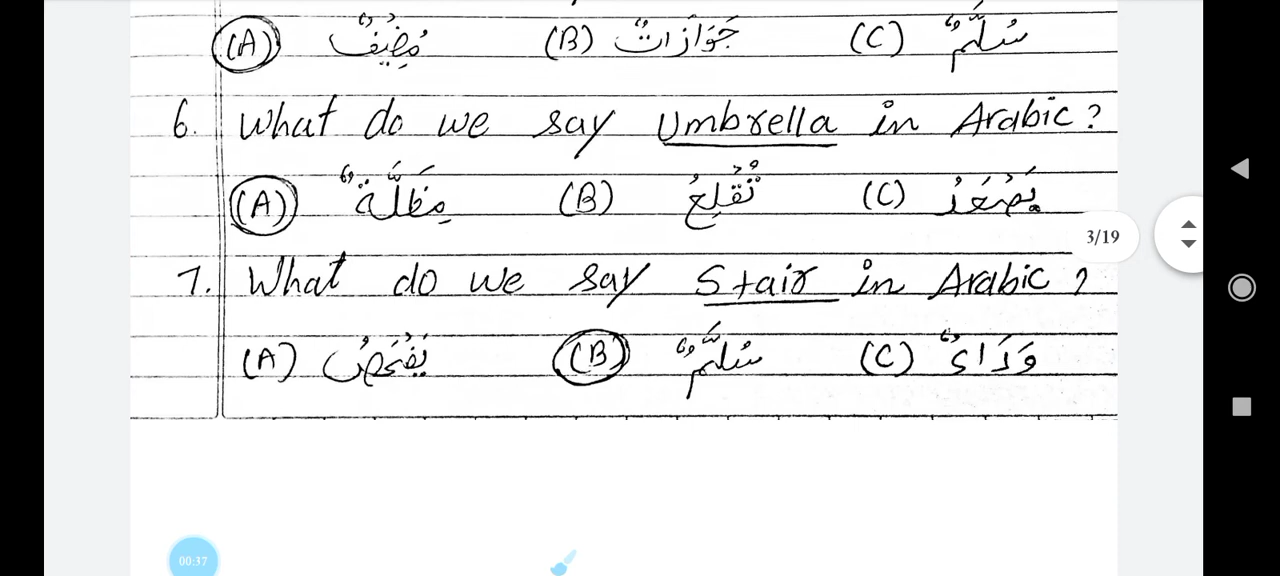 (A) مُضِيفٌ (B) جَوَازَاتٌ (C) سُلَّمٌ
6. What do we say Umbrella in Arabic?
(A) مِظَلَّةٌ (B) تُقْلِعُ (C) يَصْعَدُ
3/19
7. What do we say Stair in Arabic ?
(A) يَفْحَصُ (B) سُلَّمٌ (C)
00:37